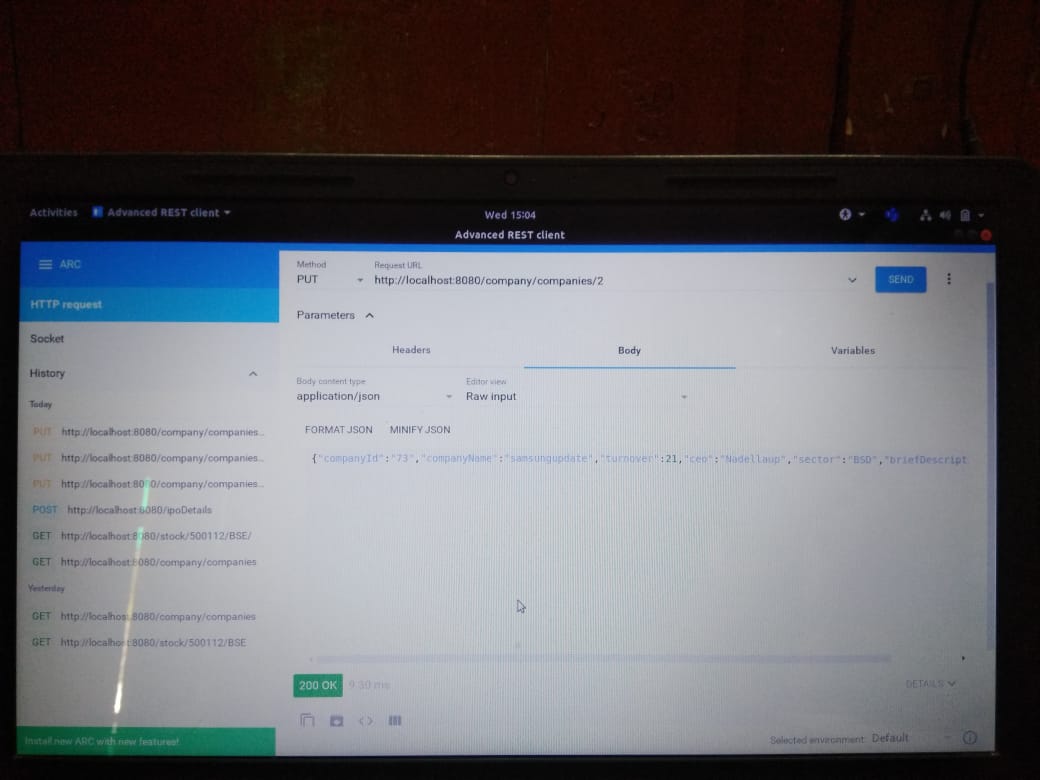 Activities Advanced REST client Wed 15:04
Advanced REST client
ARC
HTTP request
Socket
History
Today
PUT http://localhost:8080/company/companies...
PUT http://localhost:8080/company/companies...
PUT http://localhost:8080/company/companies...
POST http://localhost:8080/ipoDetails
GET http://localhost:8080/stock/500112/BSE/
GET http://localhost:8080/company/companies
Yesterday
GET http://localhost:8080/company/companies
GET http://localhost:8080/stock/500112/BSE
Install new ARC with new features!
Method Request URL
PUT http://localhost:8080/company/companies/2 SEND
Parameters
Headers Body Variables
Body content type Editor view
application/json Raw input
FORMAT JSON MINIFY JSON
{"companyId":"73","companyName":"samsungupdate","turnover":21,"ceo":"Nadellaup","sector":"BSD","briefDescript
200 OK 9.30 ms DETAILS
Selected environment: Default